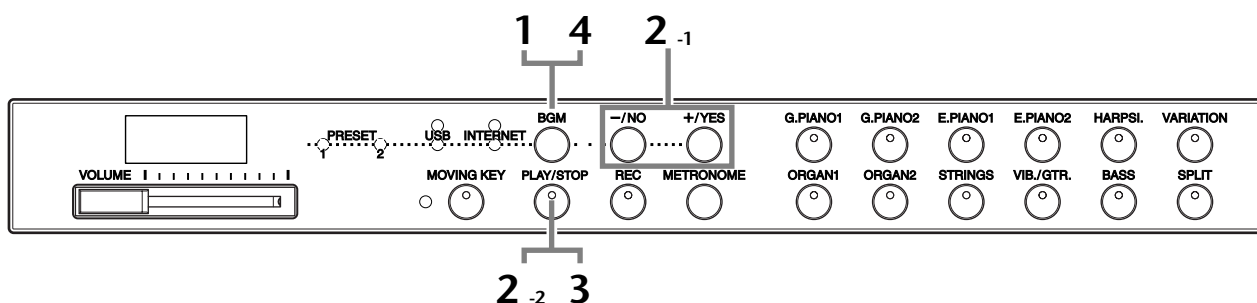 1 4 2 -1
BGM -/NO +/YES G.PIANO1 G.PIANO2 E.PIANO1 E.PIANO2 HARPSI. VARIATION
PRESET USB INTERNET
1 2
VOLUME MOVING KEY PLAY/STOP REC METRONOME ORGAN1 ORGAN2 STRINGS VIB./GTR. BASS SPLIT
2 -2 3